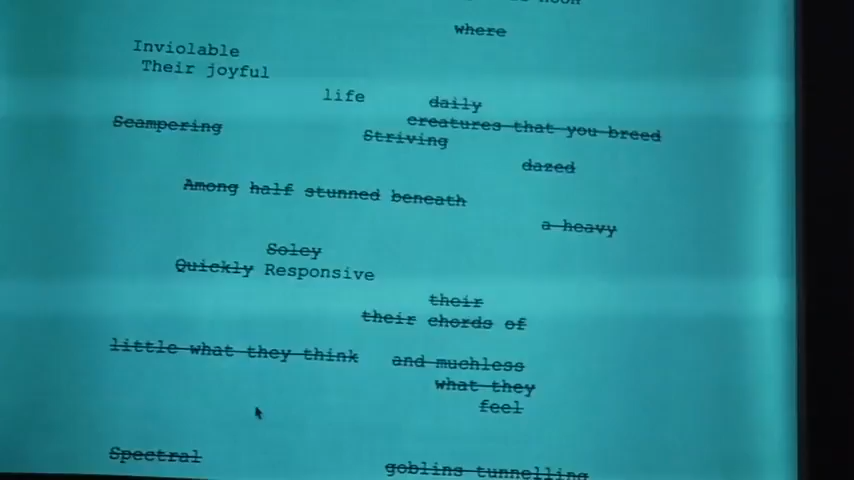 where
Inviolable
Their joyful
life daily
creatures that you breed
Scampering Striving
dazed
Among half stunned beneath
a heavy
Soley
Quickly Responsive
their
their chords of
little what they think and muchless
what they
feel
Spectral goblins tunnelling